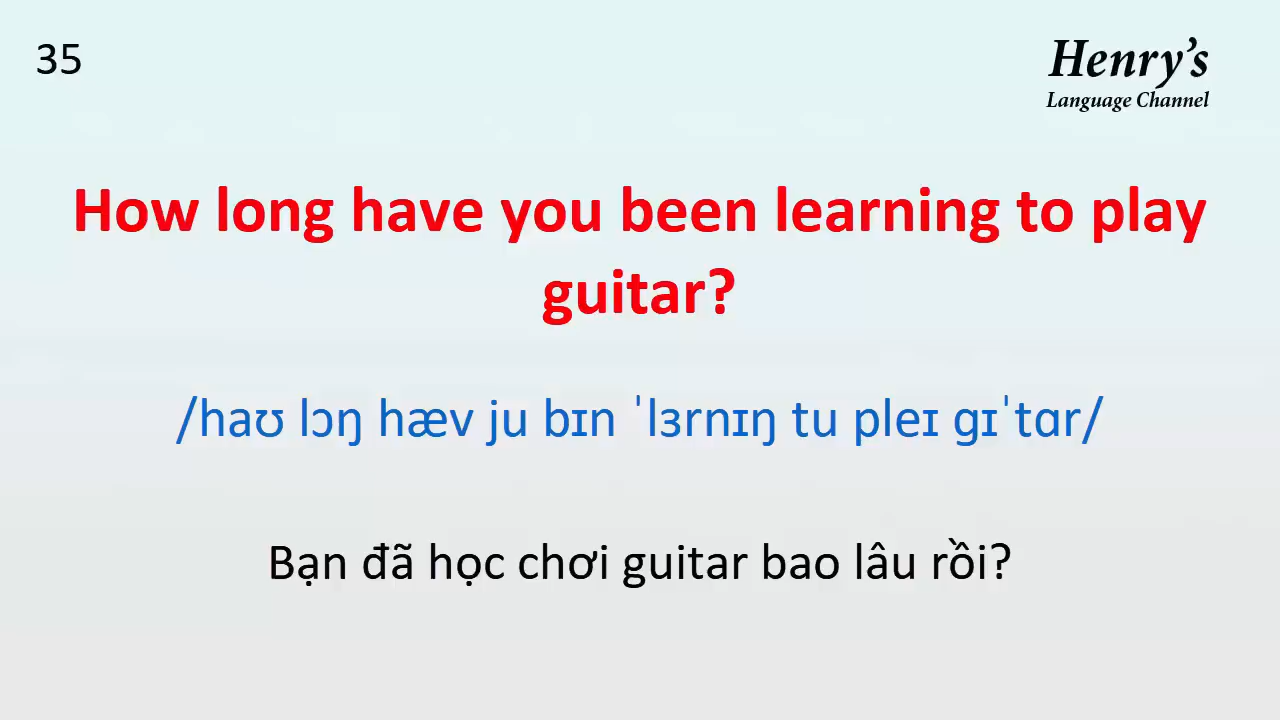 35
Henry's
Language Channel
How long have you been learning to play
guitar?
/haʊ lɔŋ hæv ju bɪn ˈlɜrnɪŋ tu pleɪ gɪˈtɑr/
Bạn đã học chơi guitar bao lâu rồi?